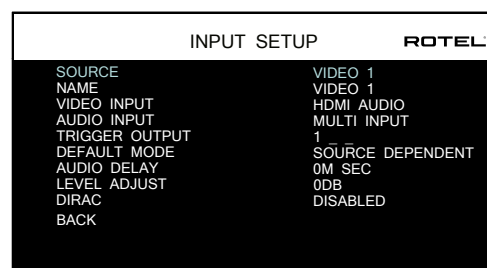 INPUT SETUP ROTEL
SOURCE VIDEO 1
NAME VIDEO 1
VIDEO INPUT HDMI AUDIO
AUDIO INPUT MULTI INPUT
TRIGGER OUTPUT 1 _ _
DEFAULT MODE SOURCE DEPENDENT
AUDIO DELAY 0M SEC
LEVEL ADJUST 0DB
DIRAC DISABLED
BACK